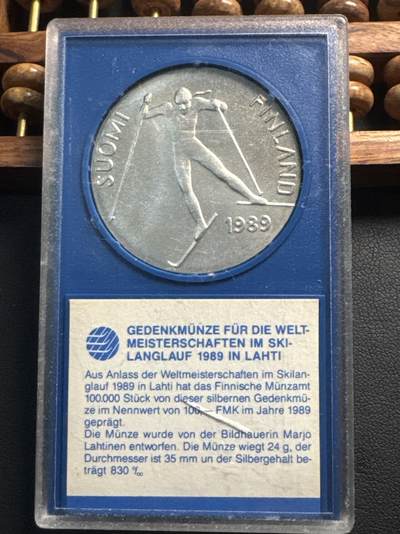 SUOMI FINLAND
1989
GEDENKMÜNZE FÜR DIE WELT-
MEISTERSCHAFTEN IM SKI-
LANGLAUF 1989 IN LAHTI
Aus Anlass der Weltmeisterschaften im Skilan-
glauf 1989 in Lahti hat das Finnische Münzamt
100.000 Stück von dieser silbernen Gedenkmü-
ze im Nennwert von 100,— FMK im Jahre 1989
geprägt.
Die Münze wurde von der Bildhauerin Marjo
Lahtinen entworfen. Die Münze wiegt 24 g, der
Durchmesser ist 35 mm un der Silbergehalt be-
trägt 830 ‰